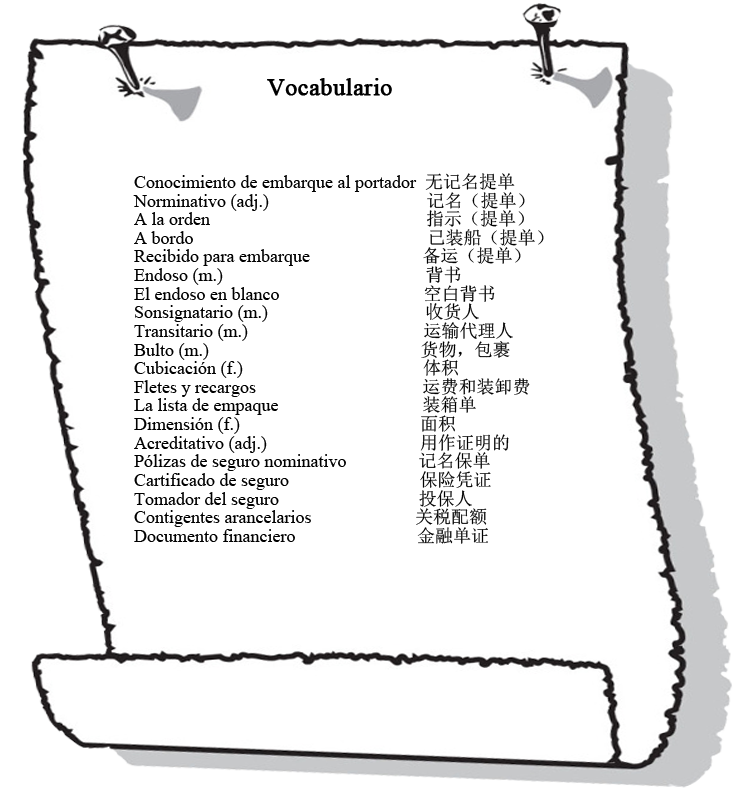 Vocabulario
Conocimiento de embarque al portador 无记名提单
Norminativo (adj.) 记名（提单）
A la orden 指示（提单）
A bordo 已装船（提单）
Recibido para embarque 备运（提单）
Endoso (m.) 背书
El endoso en blanco 空白背书
Sonsignatario (m.) 收货人
Transitario (m.) 运输代理人
Bulto (m.) 货物，包裹
Cubicación (f.) 体积
Fletes y recargos 运费和装卸费
La lista de empaque 装箱单
Dimensión (f.) 面积
Acreditativo (adj.) 用作证明的
Pólizas de seguro nominativo 记名保单
Cartificado de seguro 保险凭证
Tomador del seguro 投保人
Contigentes arancelarios 关税配额
Documento financiero 金融单证